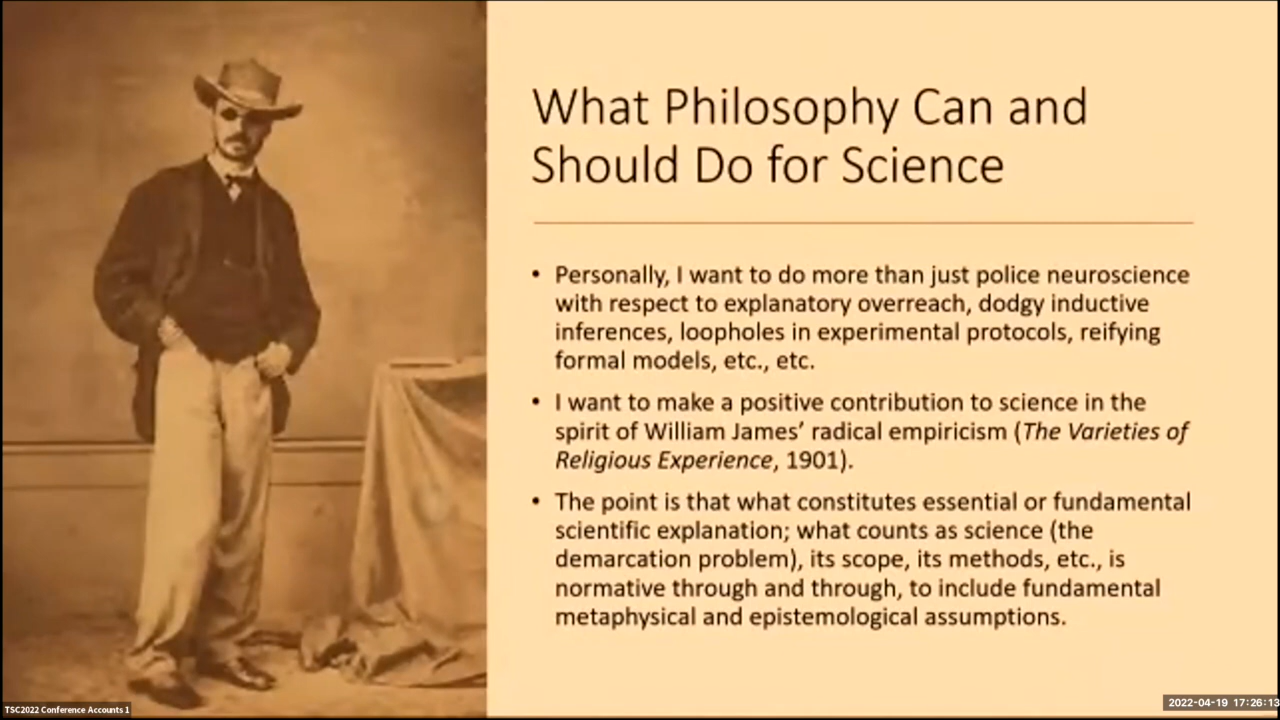 What Philosophy Can and
Should Do for Science
• Personally, I want to do more than just police neuroscience
with respect to explanatory overreach, dodgy inductive
inferences, loopholes in experimental protocols, reifying
formal models, etc., etc.
• I want to make a positive contribution to science in the
spirit of William James’ radical empiricism (The Varieties of
Religious Experience, 1901).
• The point is that what constitutes essential or fundamental
scientific explanation; what counts as science (the
demarcation problem), its scope, its methods, etc., is
normative through and through, to include fundamental
metaphysical and epistemological assumptions.
TSC2022 Conference Accounts 1
2022-04-19 17:26:13